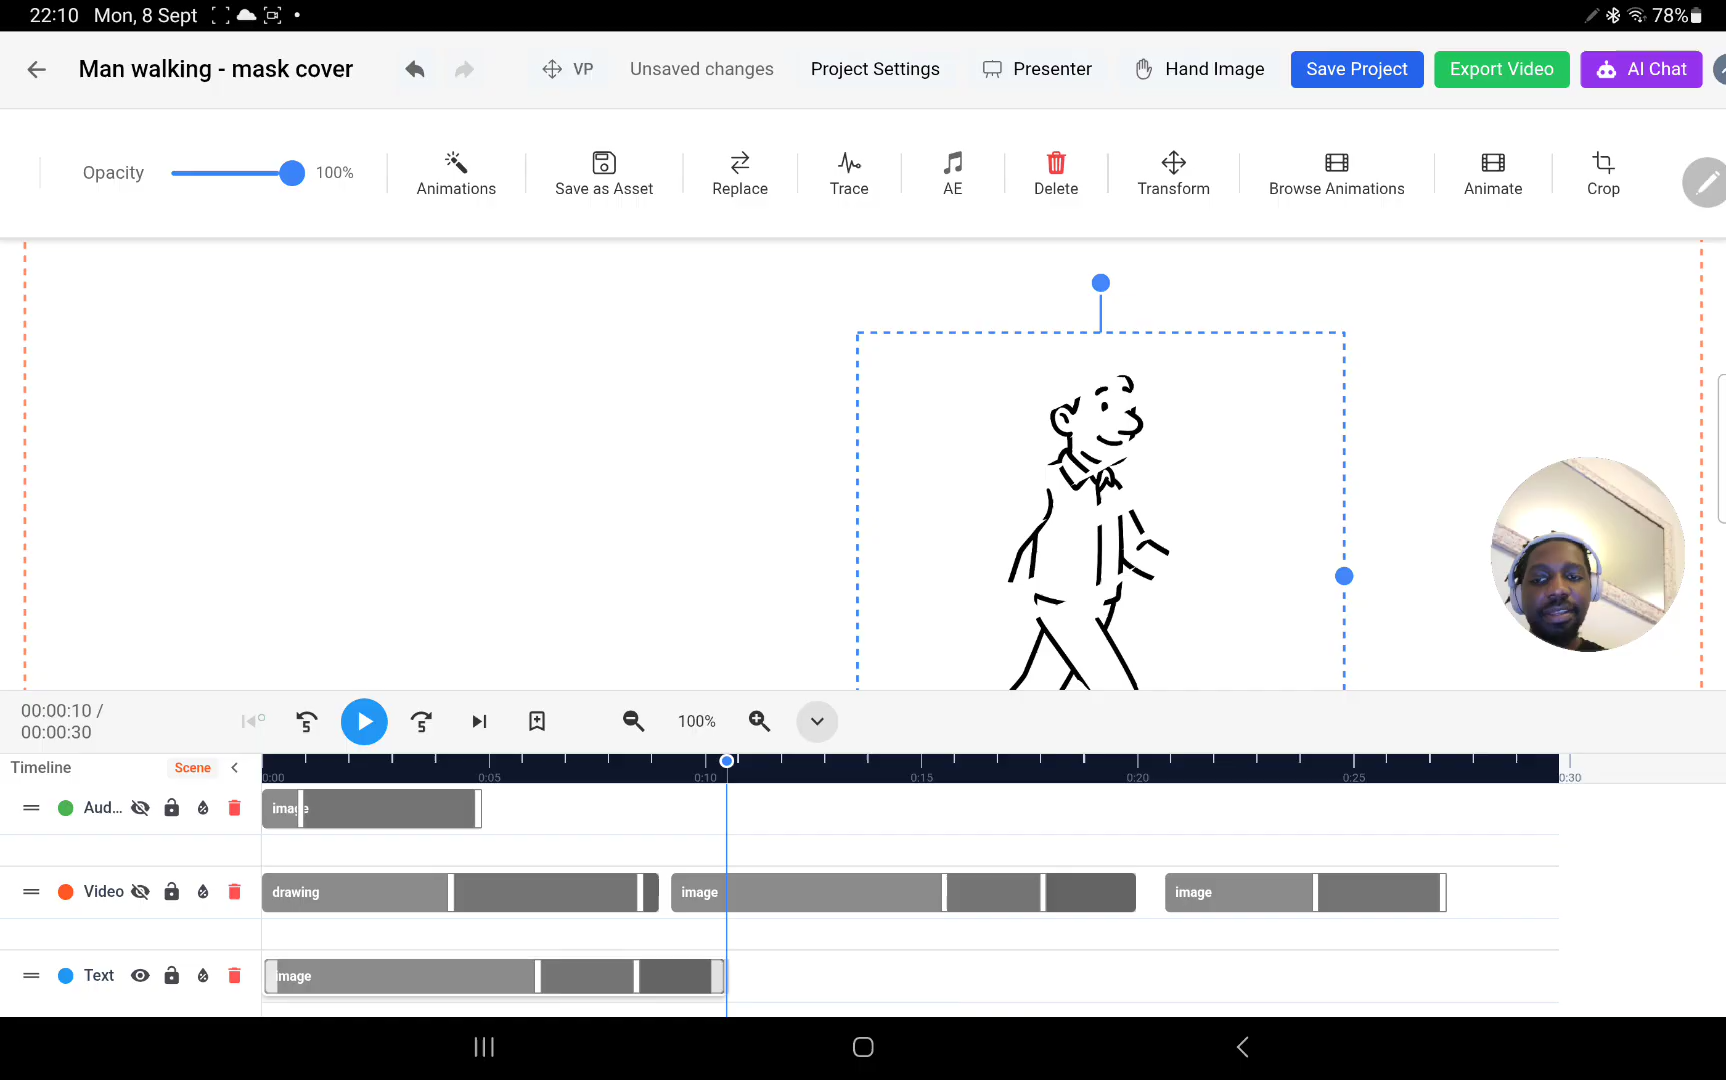 22:10 Mon, 8 Sept 78%
Man walking - mask cover VP Unsaved changes Project Settings Presenter Hand Image Save Project Export Video AI Chat
Opacity 100% Animations Save as Asset Replace Trace AE Delete Transform Browse Animations Animate Crop
00:00:10 /
00:00:30
5 5 100%
Timeline Scene 0:00 0:05 0:10 0:15 0:20 0:25 0:30
Aud... image
Video drawing image image
Text image